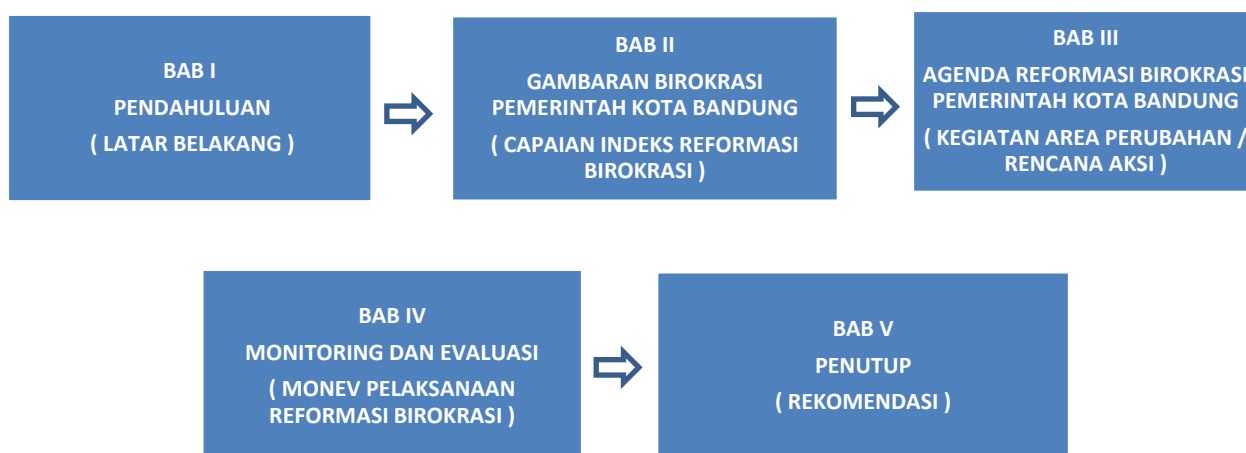 BAB I
PENDAHULUAN
( LATAR BELAKANG )
BAB II
GAMBARAN BIROKRASI
PEMERINTAH KOTA BANDUNG
( CAPAIAN INDEKS REFORMASI
BIROKRASI )
BAB III
AGENDA REFORMASI BIROKRASI
PEMERINTAH KOTA BANDUNG
( KEGIATAN AREA PERUBAHAN /
RENCANA AKSI )
BAB IV
MONITORING DAN EVALUASI
( MONEV PELAKSANAAN
REFORMASI BIROKRASI )
BAB V
PENUTUP
( REKOMENDASI )